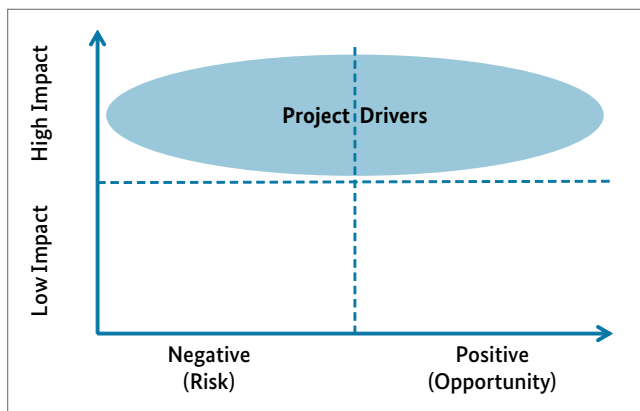 High Impact
Project Drivers
Low Impact
Negative
(Risk)
Positive
(Opportunity)